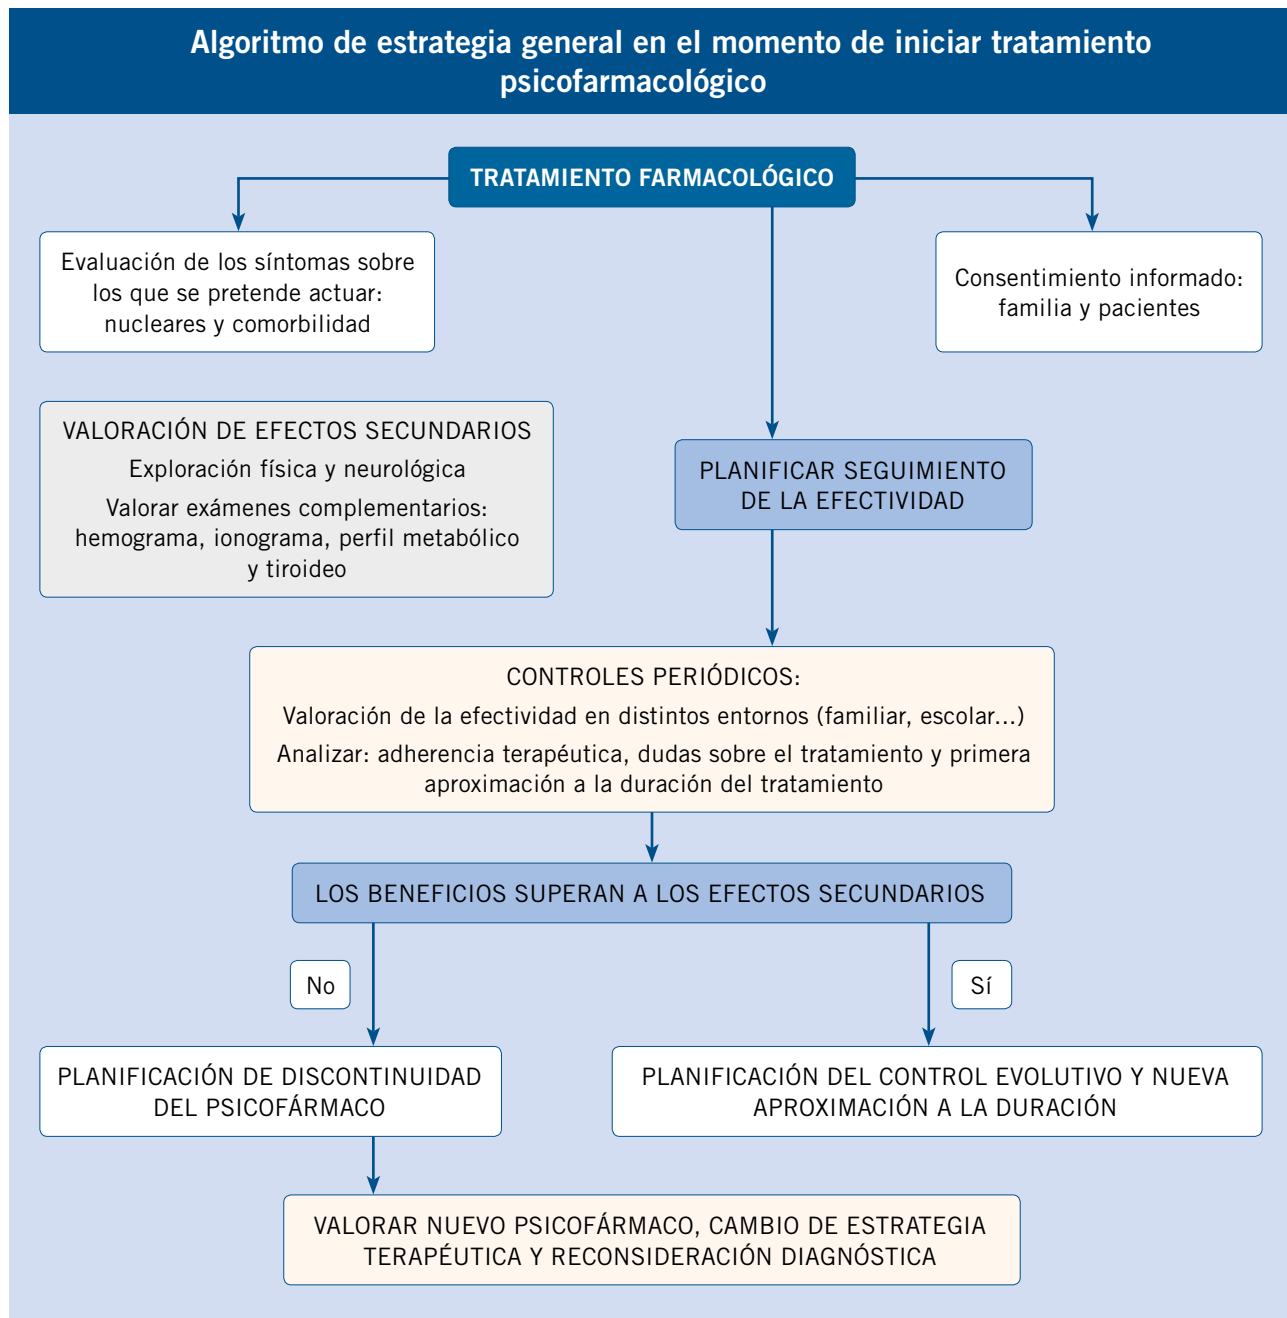 Algoritmo de estrategia general en el momento de iniciar tratamiento
psicofarmacológico
TRATAMIENTO FARMACOLÓGICO
Evaluación de los síntomas sobre
los que se pretende actuar:
nucleares y comorbilidad
Consentimiento informado:
familia y pacientes
VALORACIÓN DE EFECTOS SECUNDARIOS
Exploración física y neurológica
Valorar exámenes complementarios:
hemograma, ionograma, perfil metabólico
y tiroideo
PLANIFICAR SEGUIMIENTO
DE LA EFECTIVIDAD
CONTROLES PERIÓDICOS:
Valoración de la efectividad en distintos entornos (familiar, escolar...)
Analizar: adherencia terapéutica, dudas sobre el tratamiento y primera
aproximación a la duración del tratamiento
LOS BENEFICIOS SUPERAN A LOS EFECTOS SECUNDARIOS
No
Sí
PLANIFICACIÓN DE DISCONTINUIDAD
DEL PSICOFÁRMACO
PLANIFICACIÓN DEL CONTROL EVOLUTIVO Y NUEVA
APROXIMACIÓN A LA DURACIÓN
VALORAR NUEVO PSICOFÁRMACO, CAMBIO DE ESTRATEGIA
TERAPÉUTICA Y RECONSIDERACIÓN DIAGNÓSTICA